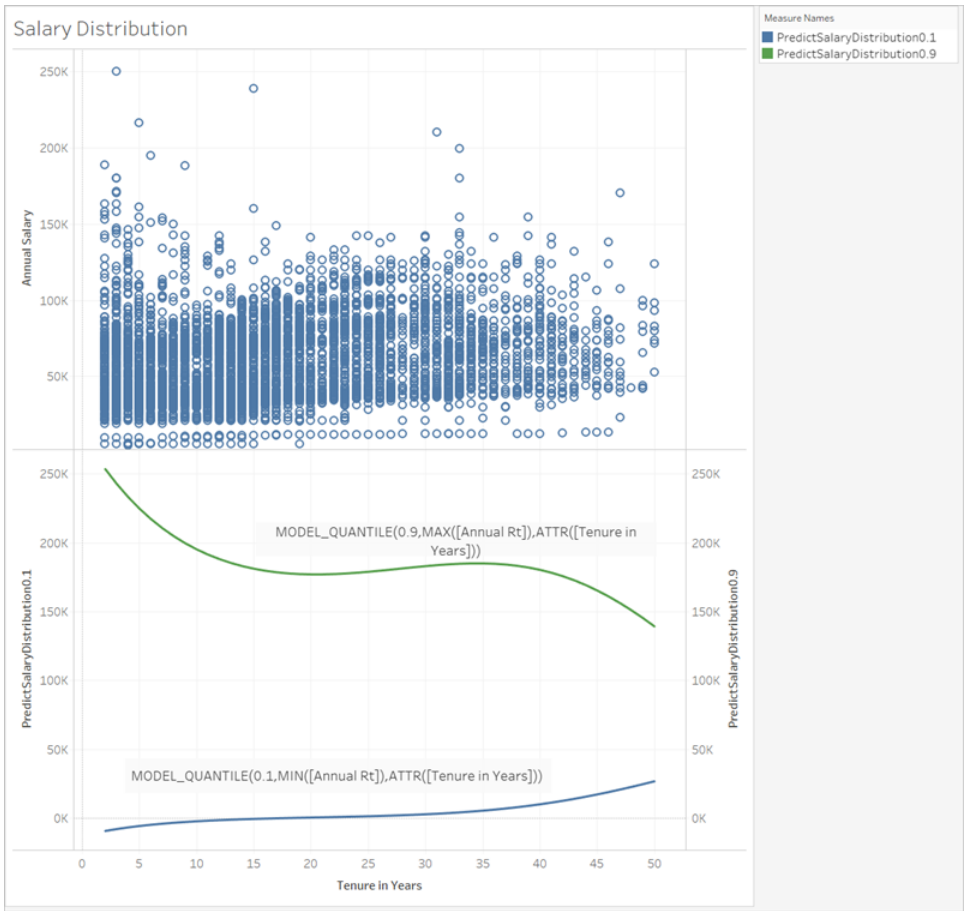 Salary Distribution
Measure Names
PredictSalaryDistribution0.1
PredictSalaryDistribution0.9
250K
200K
150K
100K
50K
Annual Salary
250K
200K
150K
100K
50K
0K
PredictSalaryDistribution0.1
MODEL_QUANTILE(0.9,MAX([Annual Rt]),ATTR([Tenure in
Years]))
MODEL_QUANTILE(0.1,MIN([Annual Rt]),ATTR([Tenure in Years]))
250K
200K
150K
100K
50K
0K
PredictSalaryDistribution0.9
0 5 10 15 20 25 30 35 40 45 50
Tenure in Years